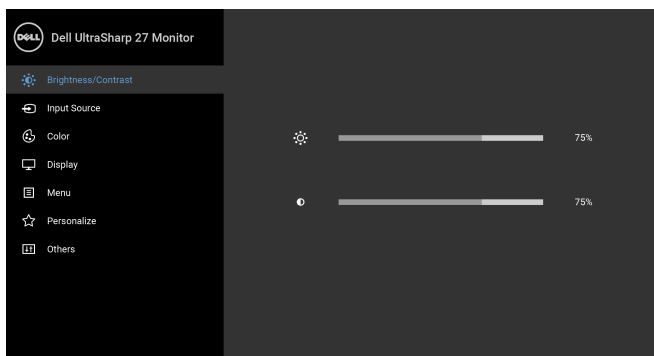 DELL Dell UltraSharp 27 Monitor
Brightness/Contrast
Input Source
Color
75%
Display
Menu
75%
Personalize
Others